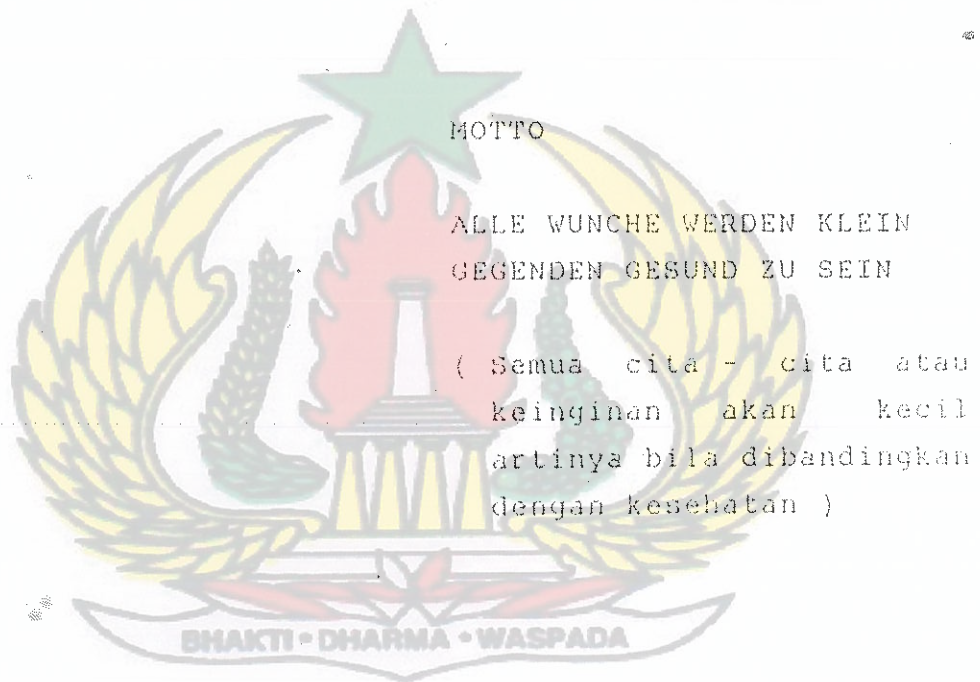 MOTTO
ALLE WUNCHE WERDEN KLEIN
GEGENDEN GESUND ZU SEIN
( Semua cita - cita atau
keinginan akan kecil
artinya bila dibandingkan
dengan kesehatan )
BHAKTI • DHARMA • WASPADA